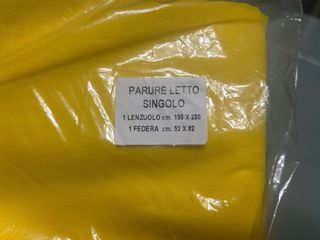 PARURE LETTO
SINGOLO
1 LENZUOLO cm. 150 X 280
1 FEDERA cm. 52 X 82